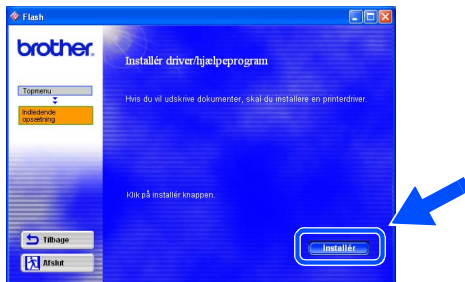 Flash
brother.
Installér driver/hjælpeprogram
Topmenu
Indledende
opsætning
Hvis du vil udskrive dokumenter, skal du installere en printerdriver.
Klik på installér knappen.
Tilbage
Installér
Afslut